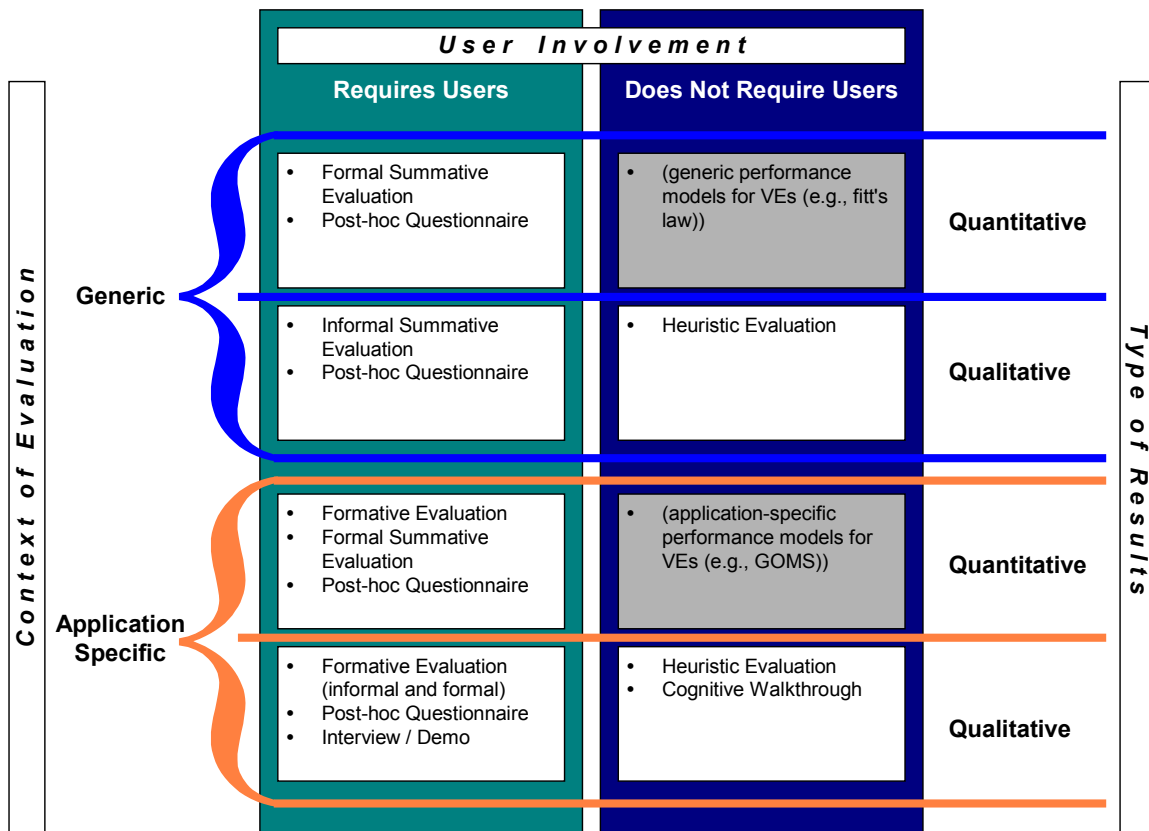 User Involvement
Requires Users
Does Not Require Users
Context of Evaluation
Type of Results
Generic
• Formal Summative
Evaluation
• Post-hoc Questionnaire
• (generic performance
models for VEs (e.g., fitt's
law))
Quantitative
• Informal Summative
Evaluation
• Post-hoc Questionnaire
• Heuristic Evaluation
Qualitative
Application
Specific
• Formative Evaluation
• Formal Summative
Evaluation
• Post-hoc Questionnaire
• (application-specific
performance models for
VEs (e.g., GOMS))
Quantitative
• Formative Evaluation
(informal and formal)
• Post-hoc Questionnaire
• Interview / Demo
• Heuristic Evaluation
• Cognitive Walkthrough
Qualitative